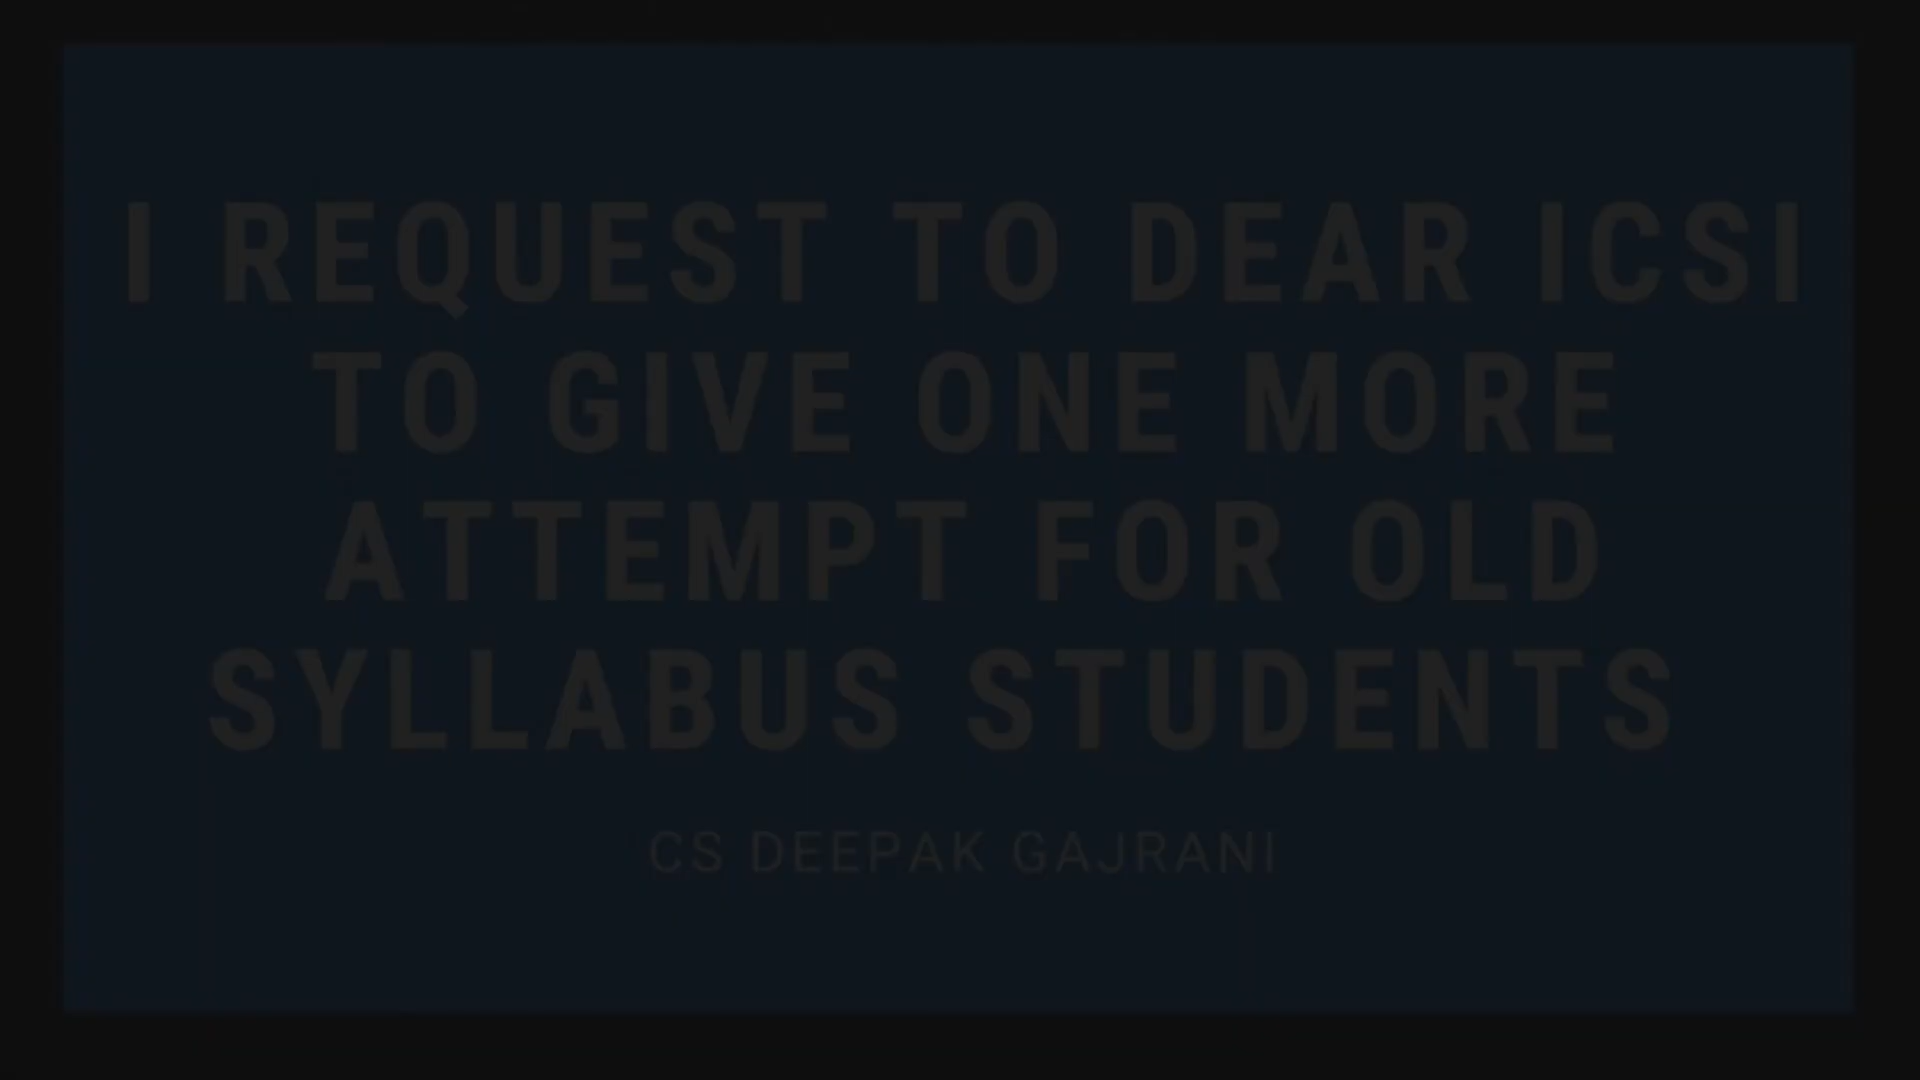 I REQUEST TO DEAR ICSI
TO GIVE ONE MORE
ATTEMPT FOR OLD
SYLLABUS STUDENTS
CS DEEPAK GAJRANI